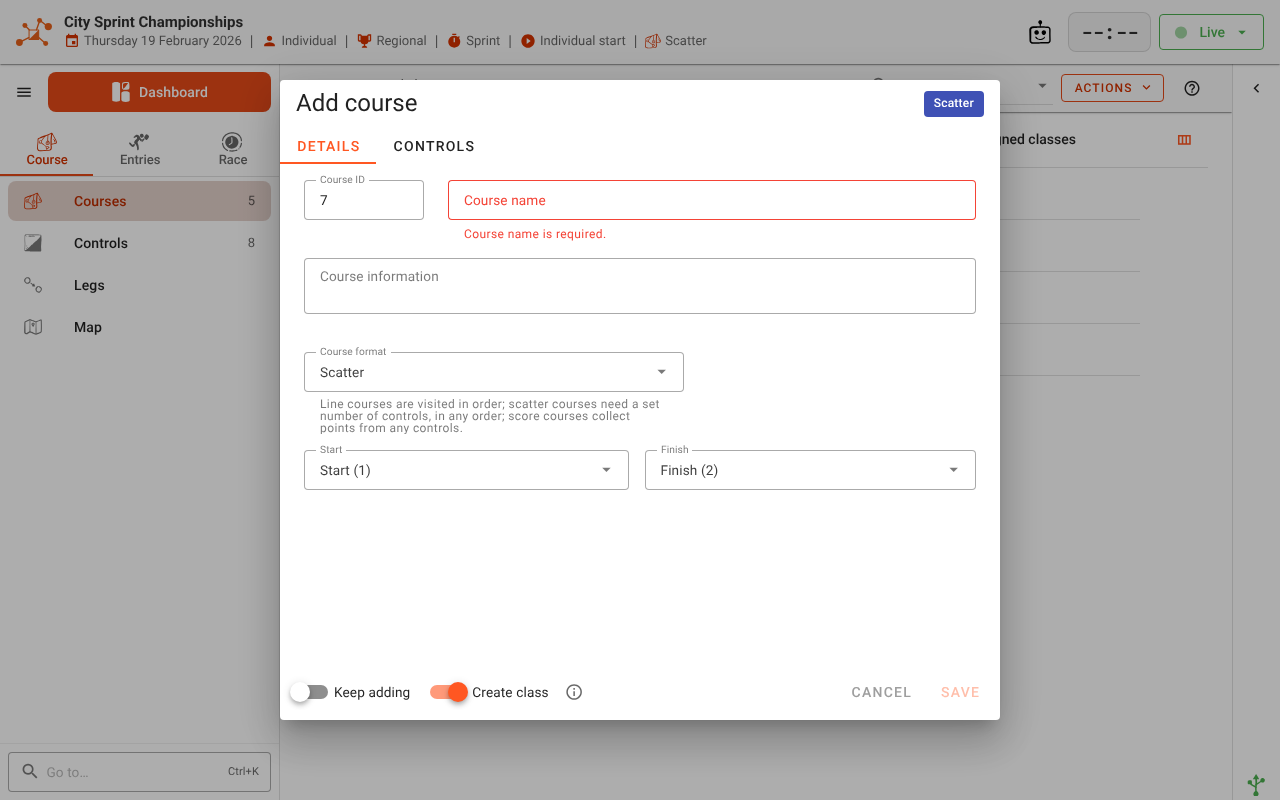 City Sprint Championships
Thursday 19 February 2026 | Individual | Regional | Sprint | Individual start | Scatter
--:--
Live
Dashboard
ACTIONS
Course
Entries
Race
Courses 5
Controls 8
Legs
Map
Go to...
Ctrl+K
ned classes
Add course
Scatter
DETAILS
CONTROLS
Course ID
7
Course name
Course name is required.
Course information
Course format
Scatter
Line courses are visited in order; scatter courses need a set
number of controls, in any order; score courses collect
points from any controls.
Start
Start (1)
Finish
Finish (2)
Keep adding
Create class
CANCEL
SAVE